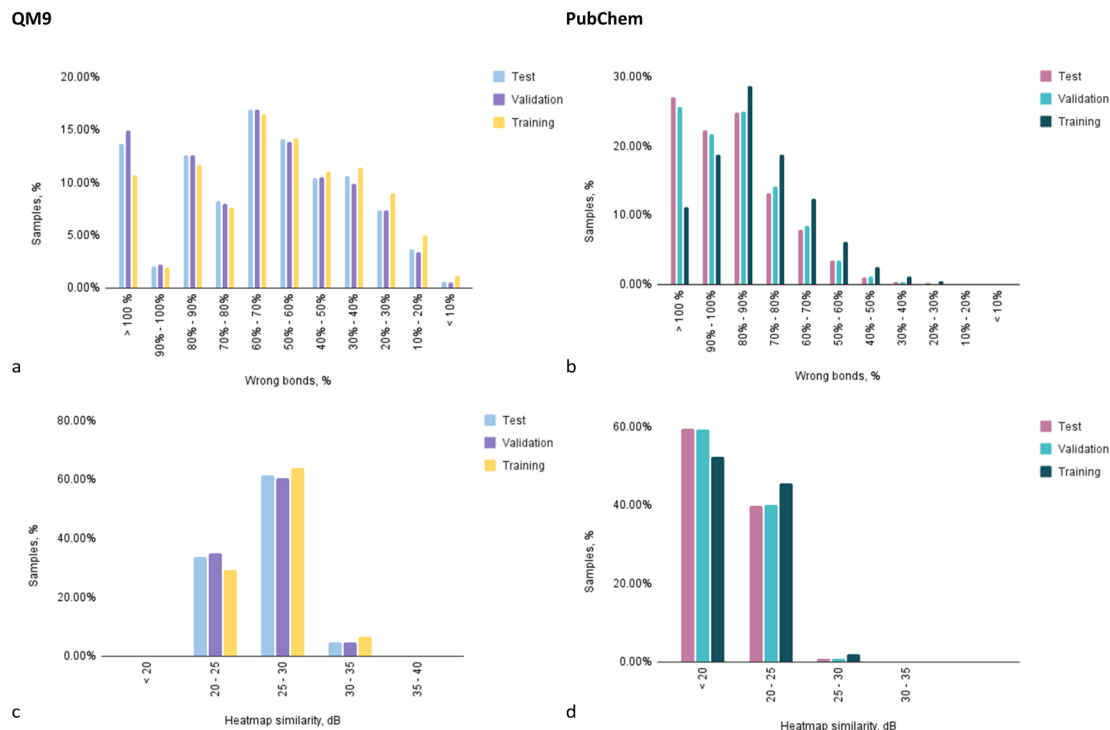 QM9
20.00%
15.00%
10.00%
5.00%
0.00%
Samples, %
> 100 %
90% - 100%
80% - 90%
70% - 80%
60% - 70%
50% - 60%
40% - 50%
30% - 40%
20% - 30%
10% - 20%
< 10%
Wrong bonds, %
Test
Validation
Training
a
PubChem
30.00%
20.00%
10.00%
0.00%
Samples, %
> 100%
90% - 100%
80% - 90%
70% - 80%
60% - 70%
50% - 60%
40% - 50%
30% - 40%
20% - 30%
10% - 20%
< 10%
Wrong bonds, %
Test
Validation
Training
b
80.00%
60.00%
40.00%
20.00%
0.00%
Samples, %
< 20
20 - 25
25 - 30
30 - 35
35 - 40
Heatmap similarity, dB
Test
Validation
Training
c
60.00%
40.00%
20.00%
0.00%
Samples, %
< 20
20 - 25
25 - 30
30 - 35
Heatmap similarity, dB
Test
Validation
Training
d